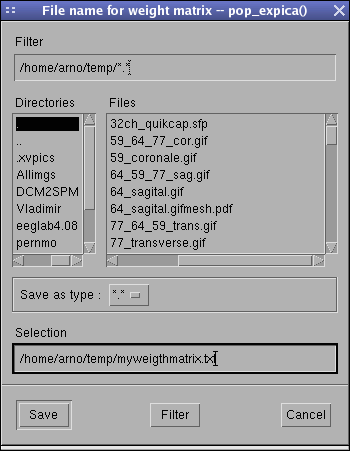 File name for weight matrix -- pop_expica()
Filter
/home/arno/temp/*.*
Directories Files
. 32ch_quikcap.sfp
.. 59_64_77_cor.gif
.xvpics 59_coronale.gif
Allimgs 64_59_77_sag.gif
DCM2SPM 64_sagital.gif
Vladimir 64_sagital.gifmesh.pdf
eeglab4.08 77_64_59_trans.gif
pernmo 77_transverse.gif
Save as type : *.*
Selection
/home/arno/temp/myweigthmatrix.txt
Save Filter Cancel